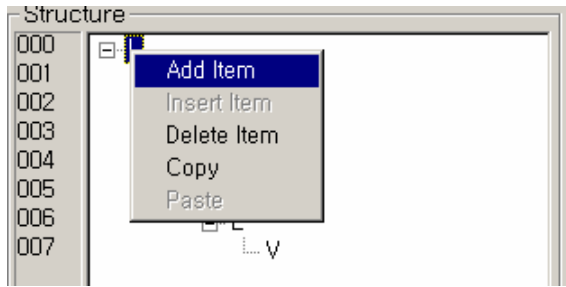 Structure
000
001
002
003
004
005
006
007
Add Item
Insert Item
Delete Item
Copy
Paste
V